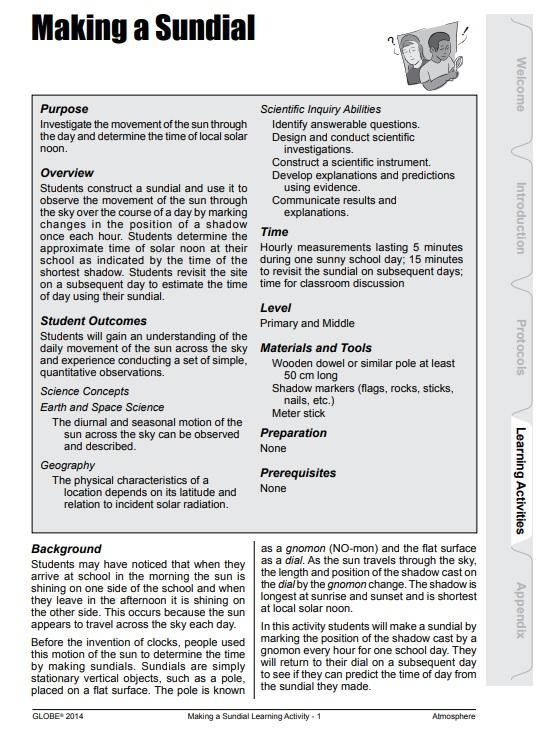 Making a Sundial
? !
Purpose
Investigate the movement of the sun through
the day and determine the time of local solar
noon.
Overview
Students construct a sundial and use it to
observe the movement of the sun through
the sky over the course of a day by marking
changes in the position of a shadow
once each hour. Students determine the
approximate time of solar noon at their
school as indicated by the time of the
shortest shadow. Students revisit the site
on a subsequent day to estimate the time
of day using their sundial.
Student Outcomes
Students will gain an understanding of the
daily movement of the sun across the sky
and experience conducting a set of simple,
quantitative observations.
Science Concepts
Earth and Space Science
The diurnal and seasonal motion of the
sun across the sky can be observed
and described.
Geography
The physical characteristics of a
location depends on its latitude and
relation to incident solar radiation.
Scientific Inquiry Abilities
Identify answerable questions.
Design and conduct scientific
investigations.
Construct a scientific instrument.
Develop explanations and predictions
using evidence.
Communicate results and
explanations.
Time
Hourly measurements lasting 5 minutes
during one sunny school day; 15 minutes
to revisit the sundial on subsequent days;
time for classroom discussion
Level
Primary and Middle
Materials and Tools
Wooden dowel or similar pole at least
50 cm long
Shadow markers (flags, rocks, sticks,
nails, etc.)
Meter stick
Preparation
None
Prerequisites
None
Background
Students may have noticed that when they
arrive at school in the morning the sun is
shining on one side of the school and when
they leave in the afternoon it is shining on
the other side. This occurs because the sun
appears to travel across the sky each day.
Before the invention of clocks, people used
this motion of the sun to determine the time
by making sundials. Sundials are simply
stationary vertical objects, such as a pole,
placed on a flat surface. The pole is known
as a gnomon (NO-mon) and the flat surface
as a dial. As the sun travels through the sky,
the length and position of the shadow cast on
the dial by the gnomon change. The shadow is
longest at sunrise and sunset and is shortest
at local solar noon.
In this activity students will make a sundial by
marking the position of the shadow cast by a
gnomon every hour for one school day. They
will return to their dial on a subsequent day
to see if they can predict the time of day from
the sundial they made.
GLOBE® 2014 Making a Sundial Learning Activity - 1 Atmosphere
Welcome
Introduction
Protocols
Learning Activities
Appendix